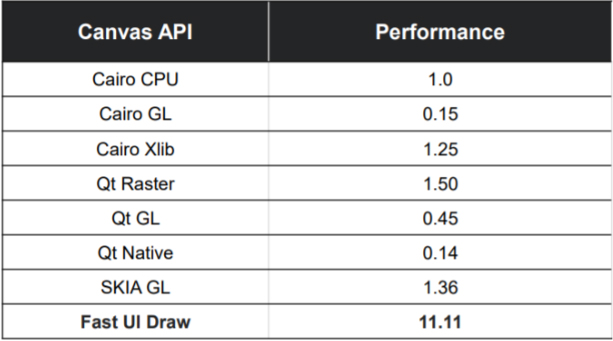 Canvas API Performance
Cairo CPU 1.0
Cairo GL 0.15
Cairo Xlib 1.25
Qt Raster 1.50
Qt GL 0.45
Qt Native 0.14
SKIA GL 1.36
Fast UI Draw 11.11